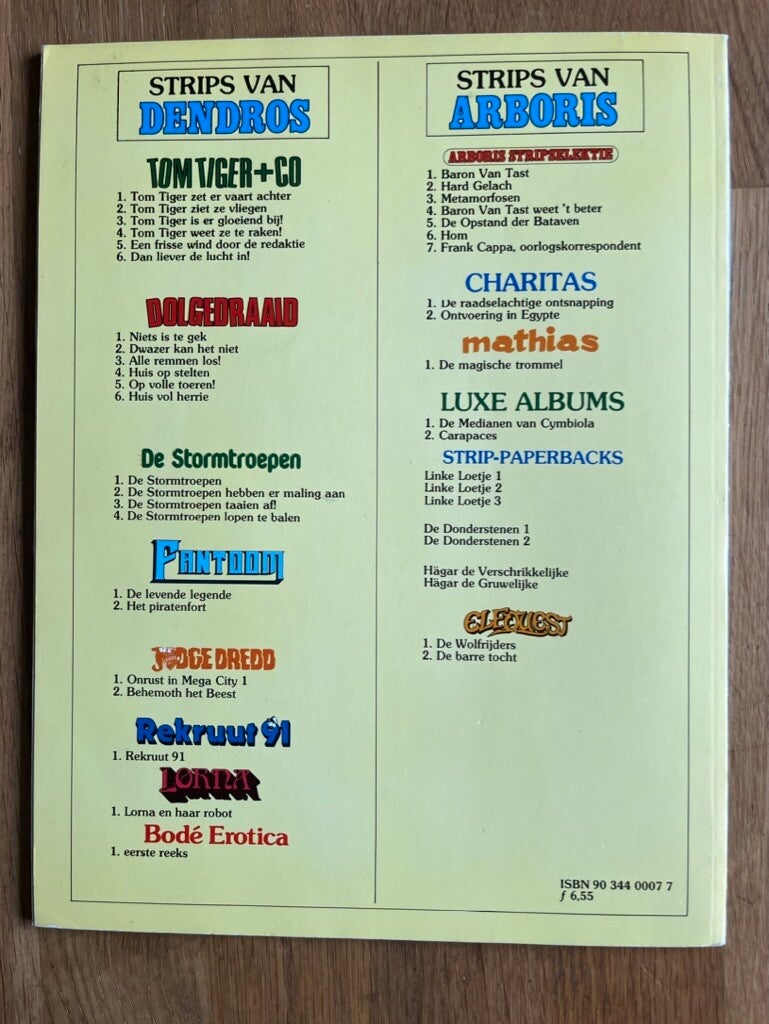 STRIPS VAN
DENDROS
TOM TIGER+CO
1. Tom Tiger zet er vaart achter
2. Tom Tiger ziet ze vliegen
3. Tom Tiger is er gloeiend bij!
4. Tom Tiger weet ze te raken!
5. Een frisse wind door de redaktie
6. Dan liever de lucht in!
DOLGEDRAAID
1. Niets is te gek
2. Dwazer kan het niet
3. Alle remmen los!
4. Huis op stelten
5. Op volle toeren!
6. Huis vol herrie
De Stormtroepen
1. De Stormtroepen
2. De Stormtroepen hebben er maling aan
3. De Stormtroepen taaien af!
4. De Stormtroepen lopen te balen
FANTOOM
1. De levende legende
2. Het piratenfort
JUDGE DREDD
1. Onrust in Mega City 1
2. Behemoth het Beest
Rekruut 91
1. Rekruut 91
LORNA
1. Lorna en haar robot
Bodé Erotica
1. eerste reeks
STRIPS VAN
ARBORIS
ARBORIS STRIPSELEKTIE
1. Baron Van Tast
2. Hard Gelach
3. Metamorfosen
4. Baron Van Tast weet 't beter
5. De Opstand der Bataven
6. Hom
7. Frank Cappa, oorlogskorrespondent
CHARITAS
1. De raadselachtige ontsnapping
2. Ontvoering in Egypte
mathias
1. De magische trommel
LUXE ALBUMS
1. De Medianen van Cymbiola
2. Carapaces
STRIP-PAPERBACKS
Linke Loetje 1
Linke Loetje 2
Linke Loetje 3
De Donderstenen 1
De Donderstenen 2
Hägar de Verschrikkelijke
Hägar de Gruwelijke
ELFQUEST
1. De Wolfrijders
2. De barre tocht
ISBN 90 344 0007 7
ƒ 6,55